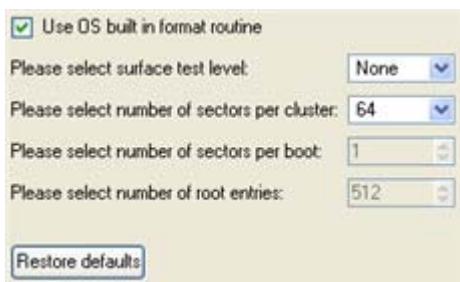 Use OS built in format routine
Please select surface test level: None
Please select number of sectors per cluster: 64
Please select number of sectors per boot: 1
Please select number of root entries: 512
Restore defaults